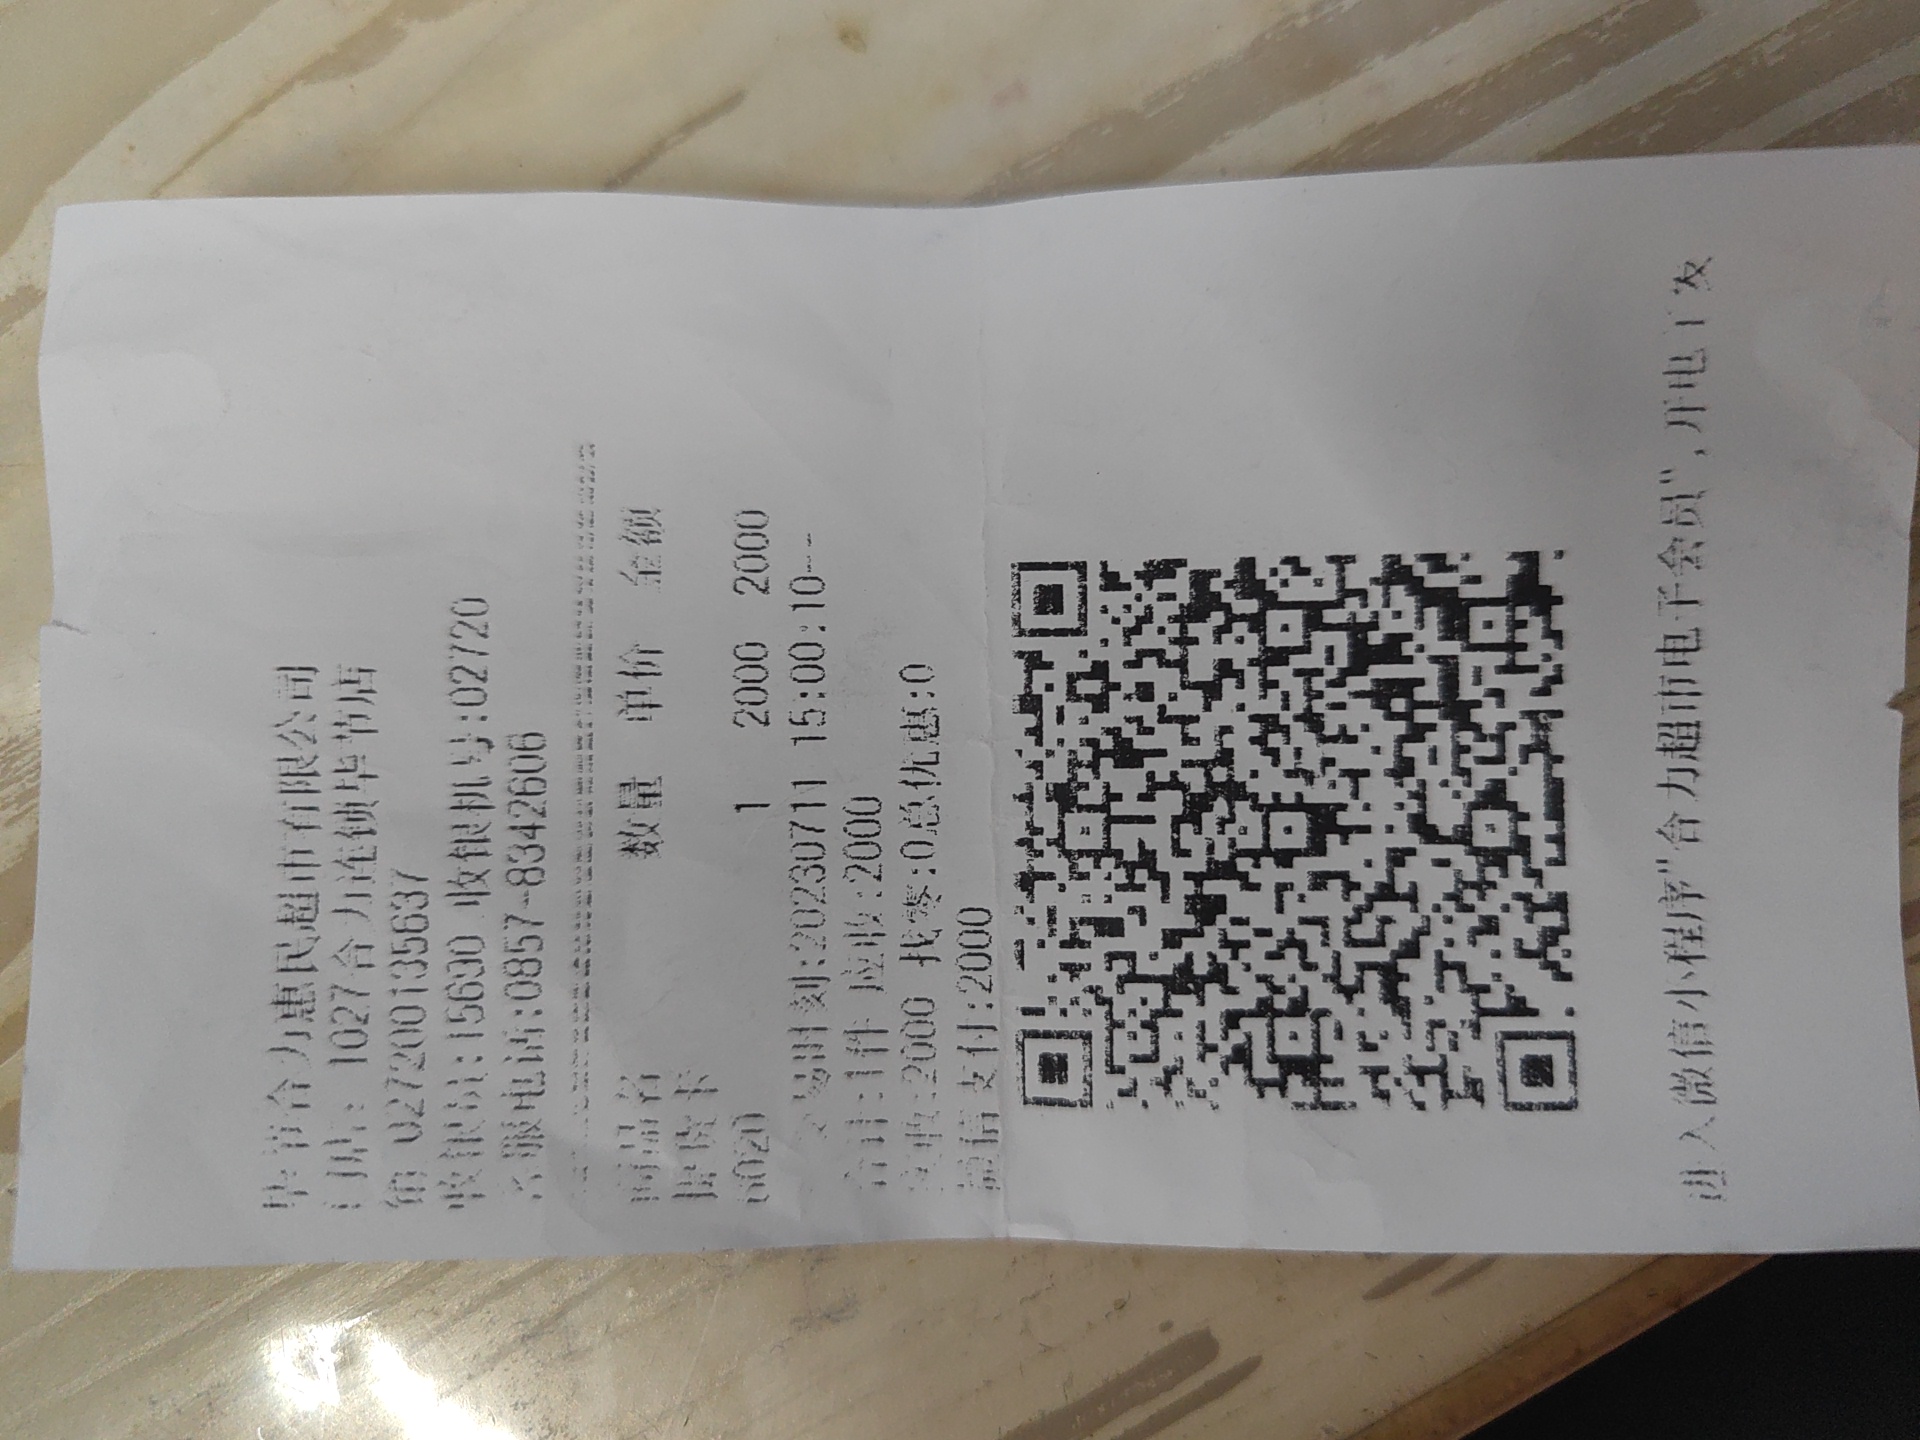 毕节合力惠民超市有限公司
门店: 1027合力连锁毕节店
027200135637
收银员:15690 收银机号:02720
客服电话:0857-8342606
商品名 数量 单价 金额
购物卡
1 2000 2000
交易时刻:20230711 15:00:10---
合计:1件 应收:2000
实收:2000 找零:0总优惠:0
微信支付:2000
进入微信小程序"合力超市电子会员",开电子发